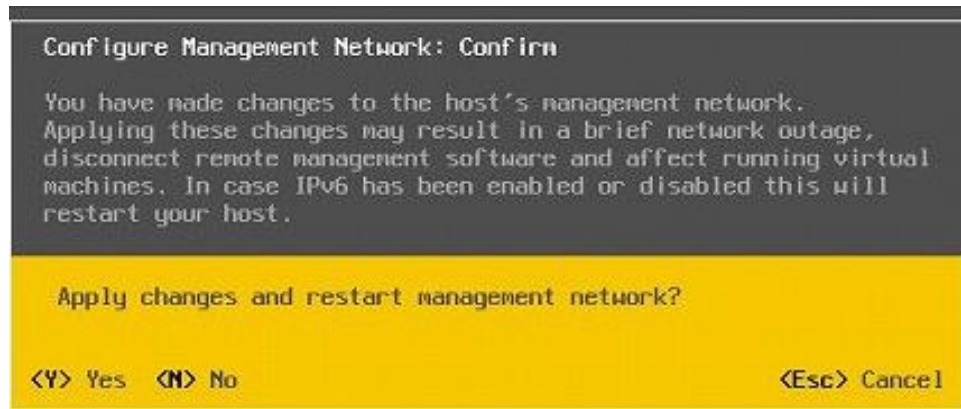 Configure Management Network: Confirm
You have made changes to the host's management network.
Applying these changes may result in a brief network outage,
disconnect remote management software and affect running virtual
machines. In case IPv6 has been enabled or disabled this will
restart your host.
Apply changes and restart management network?
<Y> Yes <N> No <Esc> Cancel